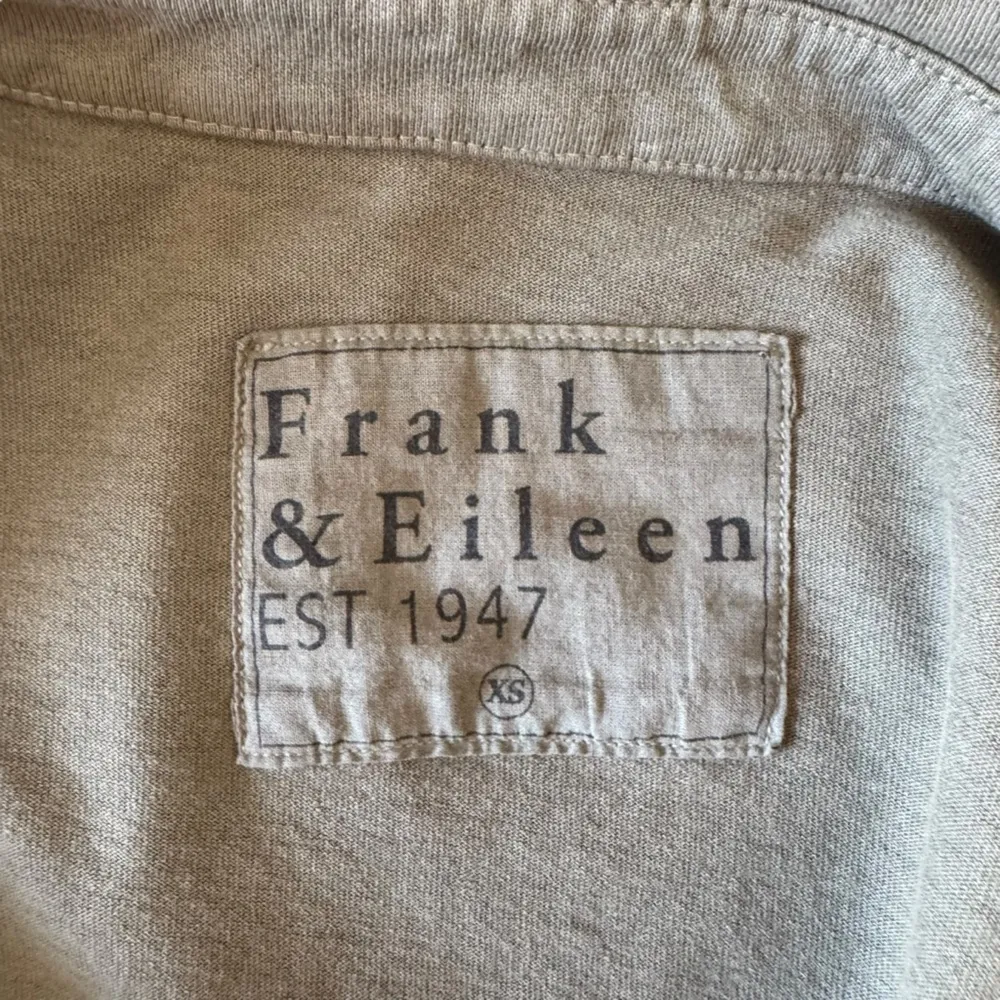 Frank
& Eileen
EST 1947
XS